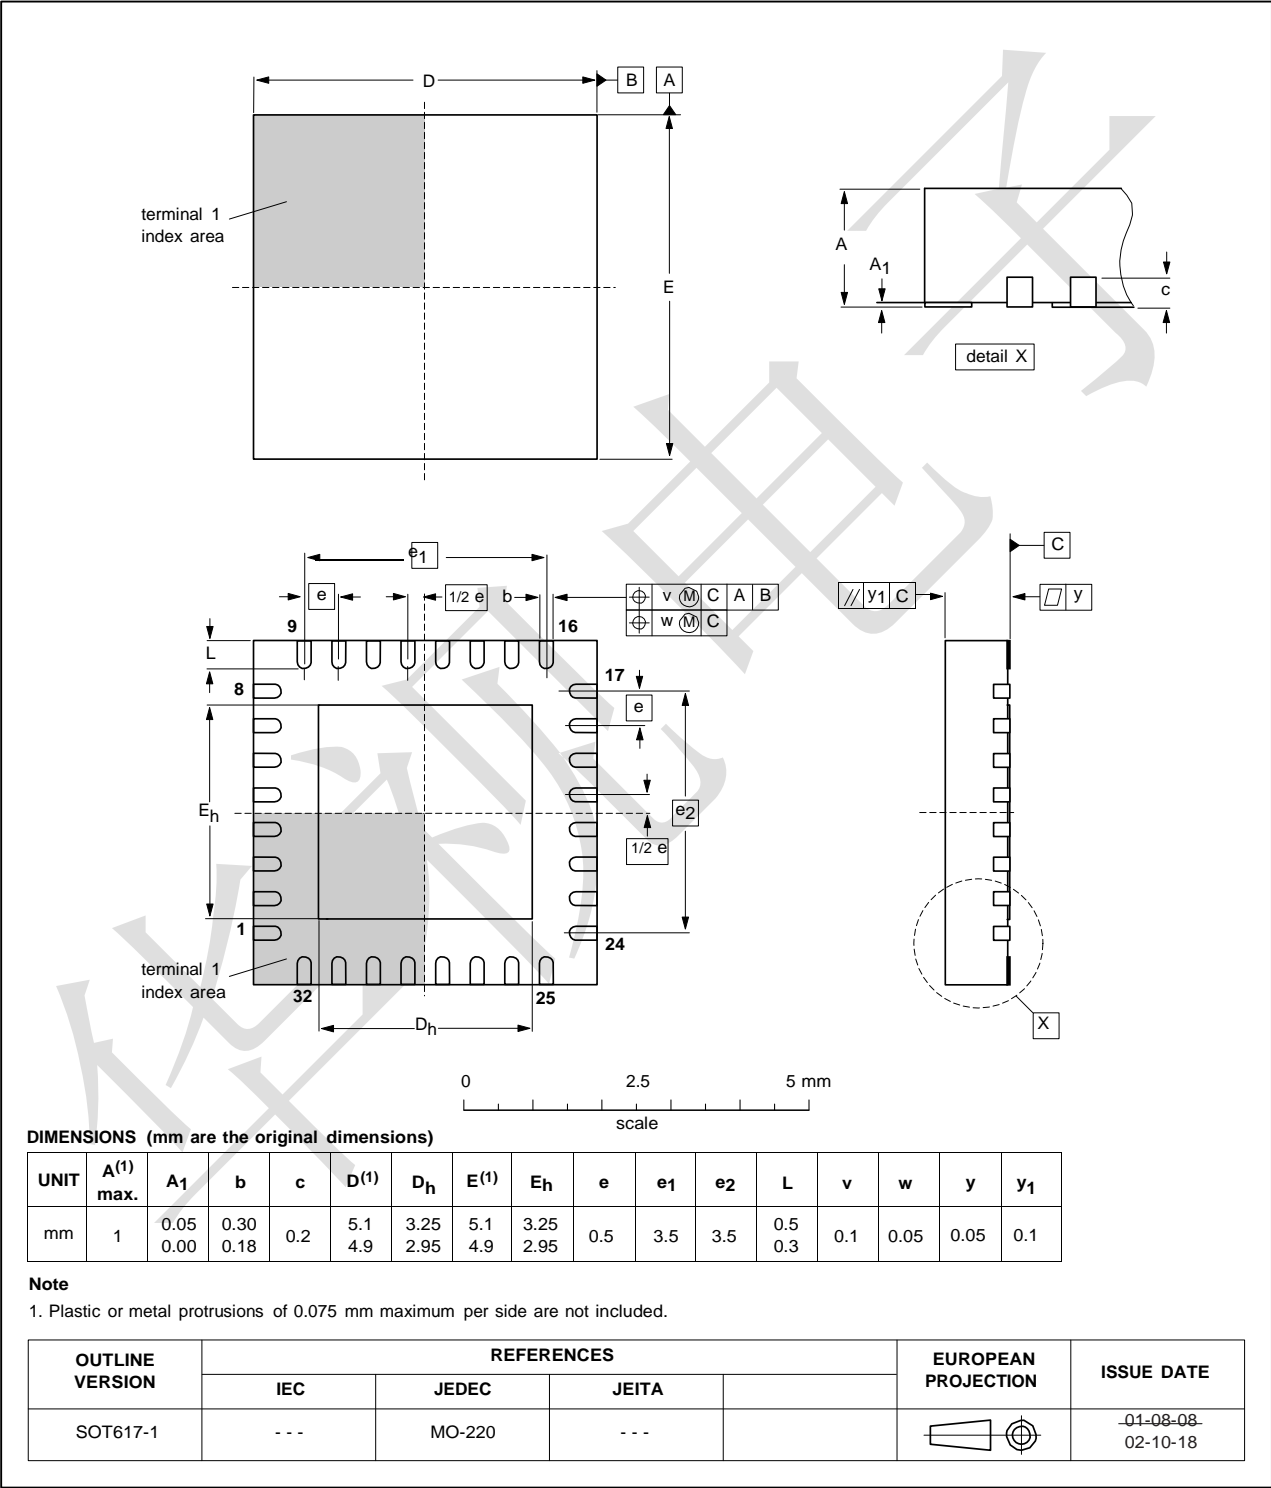 D
B
A
terminal 1
index area
E
A
A1
c
detail X
e1
C
e
1/2 e
b
v M C A B
w M C
// y1 C
y
9
16
L
8
17
e
Eh
e2
1/2 e
1
24
terminal 1
index area
32
25
Dh
X
0 2.5 5 mm
scale
DIMENSIONS (mm are the original dimensions)
UNIT A(1) max. A1 b c D(1) Dh E(1) Eh e e1 e2 L v w y y1
mm 1 0.05 0.00 0.30 0.18 0.2 5.1 4.9 3.25 2.95 5.1 4.9 3.25 2.95 0.5 3.5 3.5 0.5 0.3 0.1 0.05 0.05 0.1
Note
1. Plastic or metal protrusions of 0.075 mm maximum per side are not included.
OUTLINE VERSION REFERENCES EUROPEAN PROJECTION ISSUE DATE
IEC JEDEC JEITA
SOT617-1 - - - MO-220 - - - 01-08-08
02-10-18
华视电子